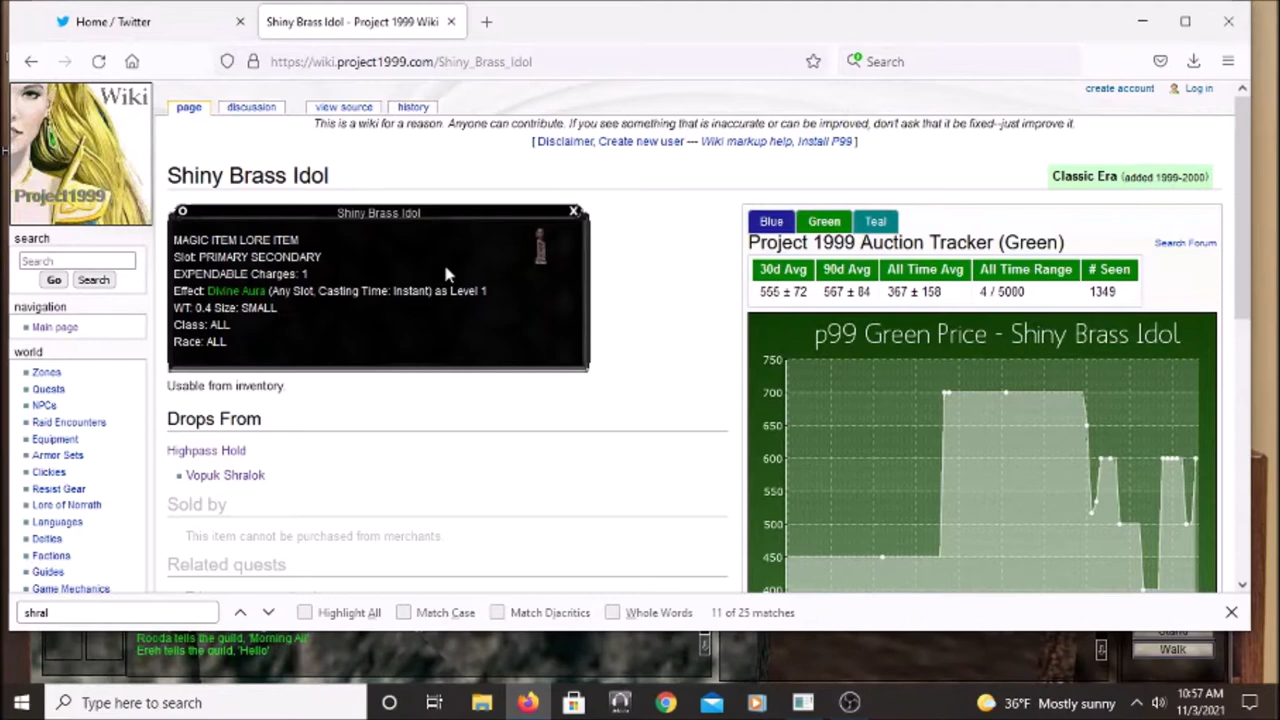 Home / Twitter
Shiny Brass Idol - Project 1999 Wiki
https://wiki.project1999.com/Shiny_Brass_Idol
Search
create account
Log in
Wiki
Project1999
page
discussion
view source
history
This is a wiki for a reason. Anyone can contribute. If you see something that is inaccurate or can be improved, don't ask that it be fixed--just improve it.
[ Disclaimer, Create new user --- Wiki markup help, Install P99 ]
Shiny Brass Idol
Classic Era (added 1999-2000)
Shiny Brass Idol
MAGIC ITEM LORE ITEM
Slot: PRIMARY SECONDARY
EXPENDABLE Charges: 1
Effect: Divine Aura (Any Slot, Casting Time: Instant) as Level 1
WT: 0.4 Size: SMALL
Class: ALL
Race: ALL
Usable from inventory.
Drops From
Highpass Hold
Vopuk Shralok
Sold by
This item cannot be purchased from merchants.
Related quests
search
Search
Go
Search
navigation
Main page
world
Zones
Quests
NPCs
Raid Encounters
Equipment
Armor Sets
Clickies
Resist Gear
Lore of Norrath
Languages
Deities
Factions
Guides
Game Mechanics
Blue
Green
Teal
Project 1999 Auction Tracker (Green)
Search Forum
30d Avg 90d Avg All Time Avg All Time Range # Seen
555 ± 72 567 ± 84 367 ± 158 4 / 5000 1349
p99 Green Price - Shiny Brass Idol
750
700
650
600
550
500
450
400
shral
Highlight All
Match Case
Match Diacritics
Whole Words
11 of 25 matches
Rooda tells the guild, 'Morning All'
Ereh tells the guild, 'Hello'
Stand
Walk
Type here to search
36°F Mostly sunny
10:57 AM
11/3/2021